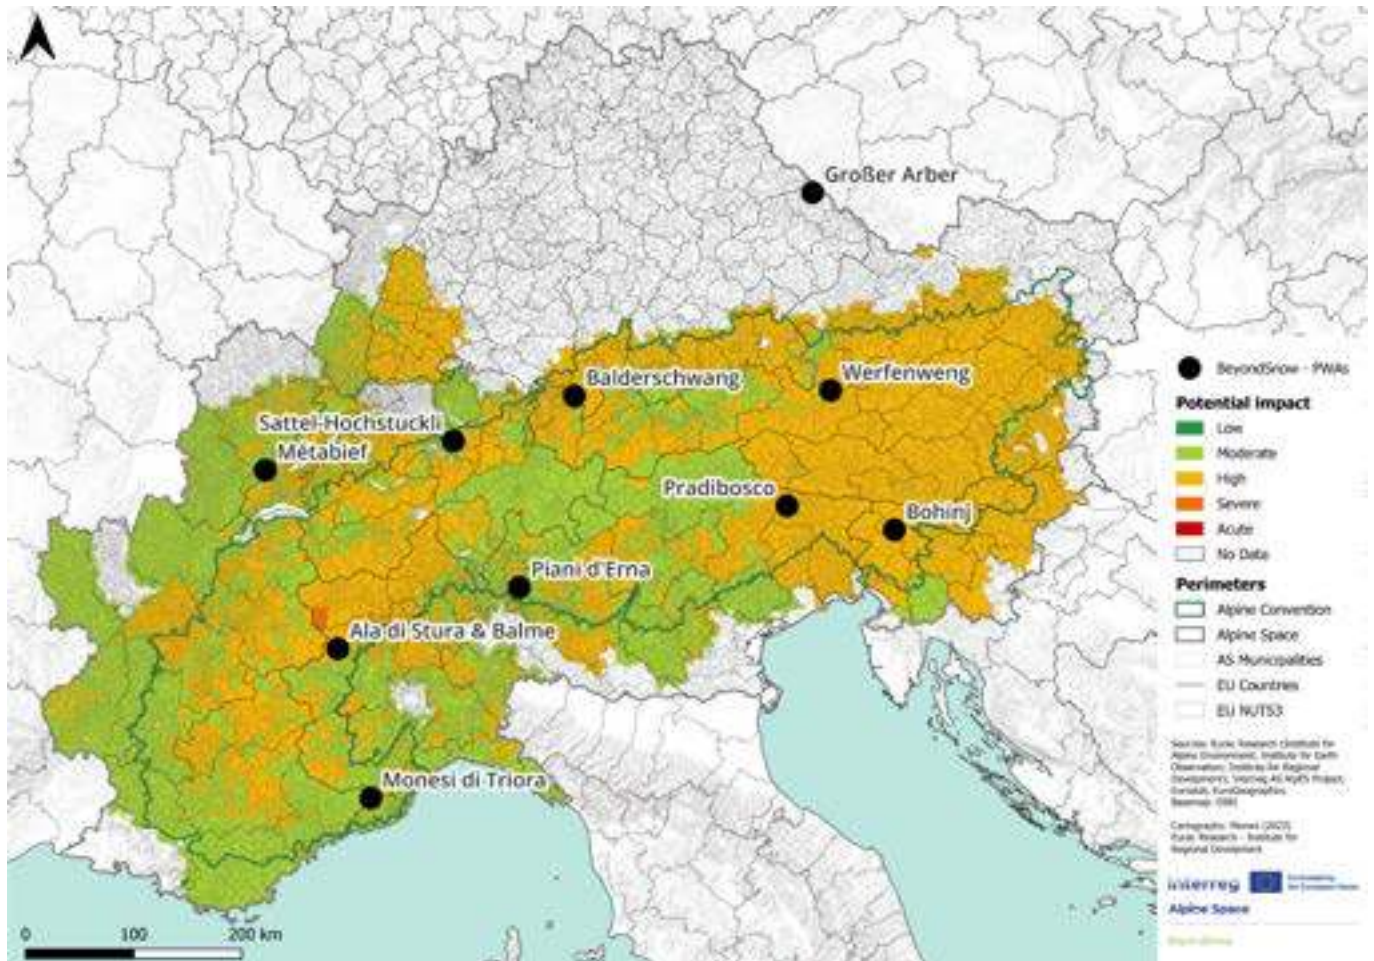 Großer Arber
Balderschwang
Werfenweng
Sattel-Hochstuckli
Métabief
Pradibosco
Bohinj
Piani d'Erna
Ala di Stura & Balme
Monesi di Triora
0 100 200 km
BeyondSnow - PWAs
Potential impact
Low
Moderate
High
Severe
Acute
No Data
Perimeters
Alpine Convention
Alpine Space
AS Municipalities
EU Countries
EU NUTS3
Interreg
Alpine Space